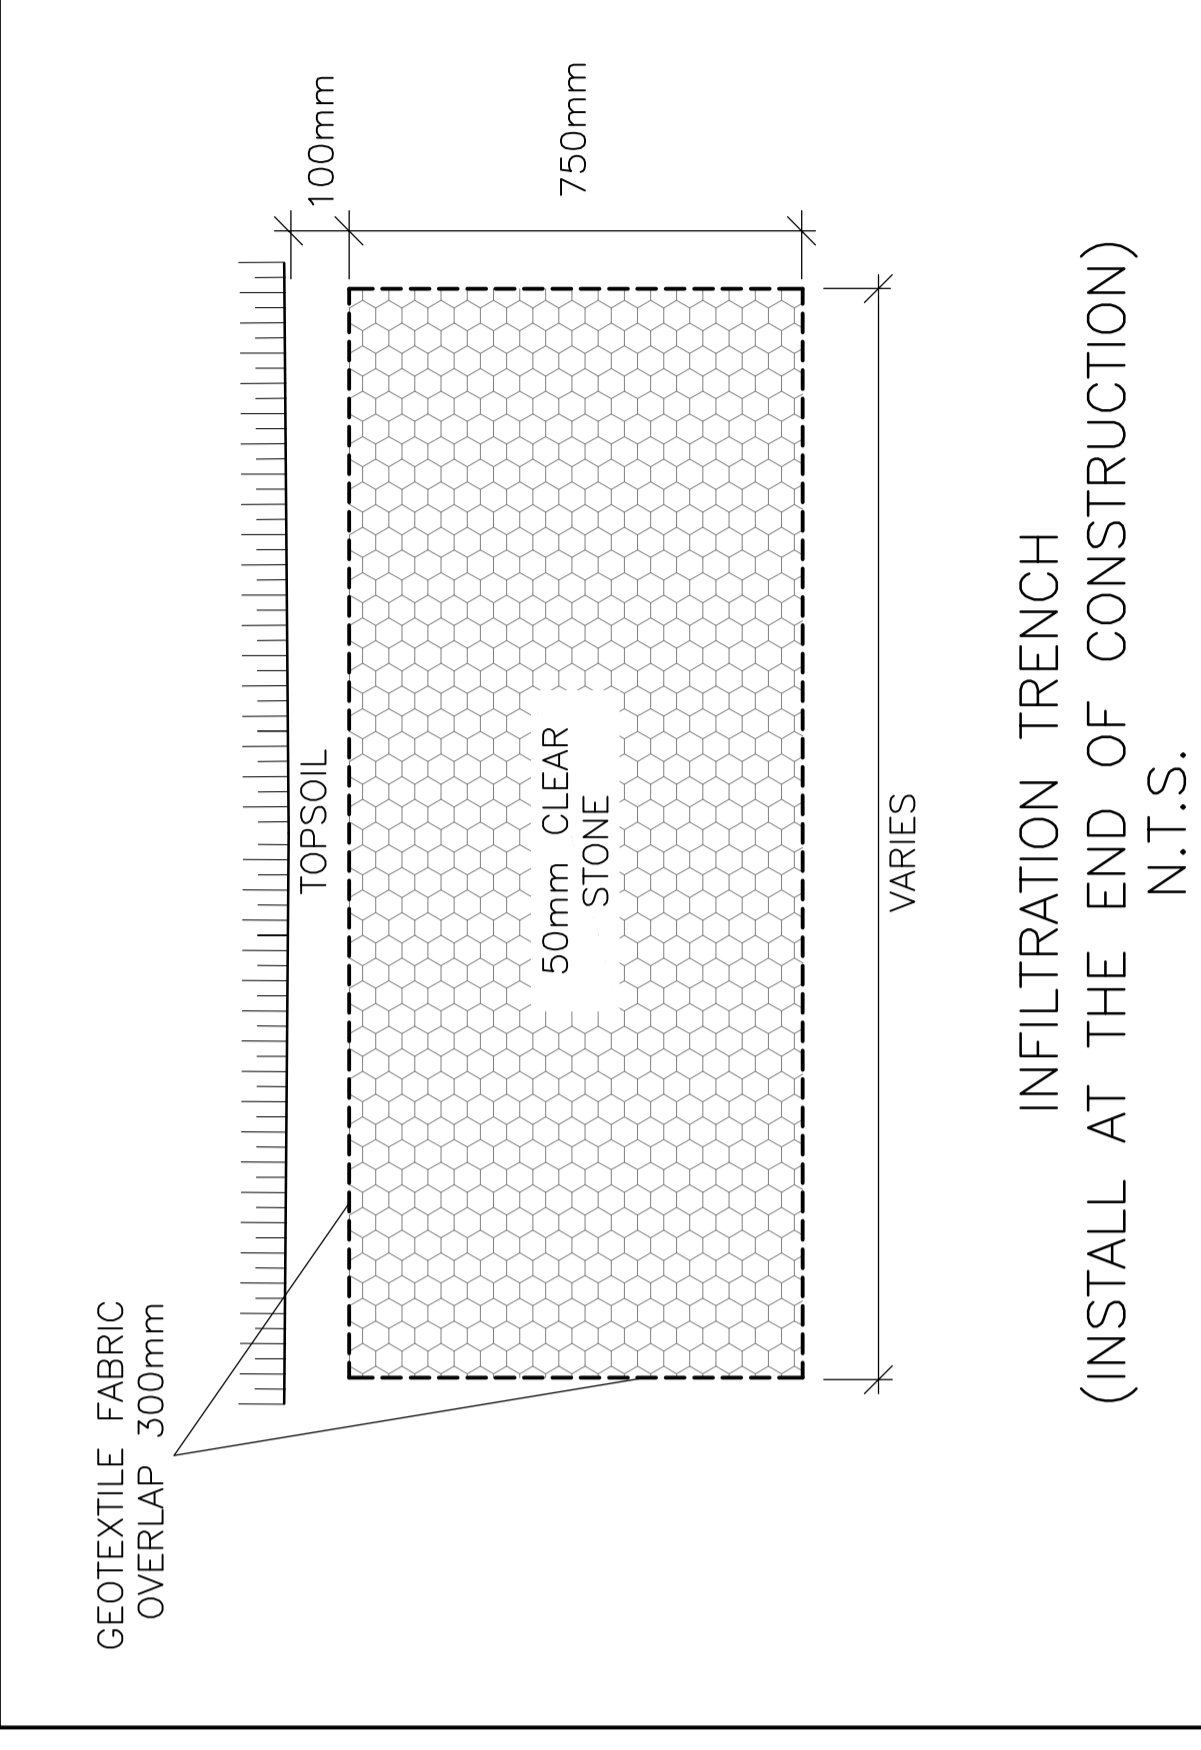 GEOTEXTILE FABRIC
OVERLAP 300mm
100mm
TOPSOIL
750mm
50mm CLEAR
STONE
VARIES
INFILTRATION TRENCH
(INSTALL AT THE END OF CONSTRUCTION)
N.T.S.